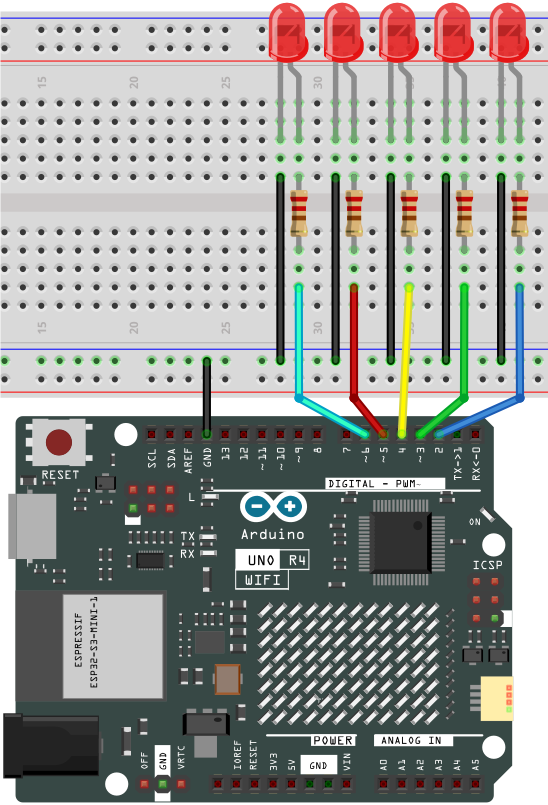 15 20 25 30
15 20 25 30
RESET
SCL
SDA
AREF
GND
13
12
~11
~10
~9
8
7
~6
~5
4
~3
2
TX→1
RX←0
DIGITAL - PWM~
L
TX
RX
Arduino
UNO R4
WIFI
ON
ICSP
ESPRESSIF
ESP32-S3-MINI-1
OFF
GND
VRTC
IOREF
RESET
3V3
5V
GND
VIN
POWER
ANALOG IN
A0
A1
A2
A3
A4
A5